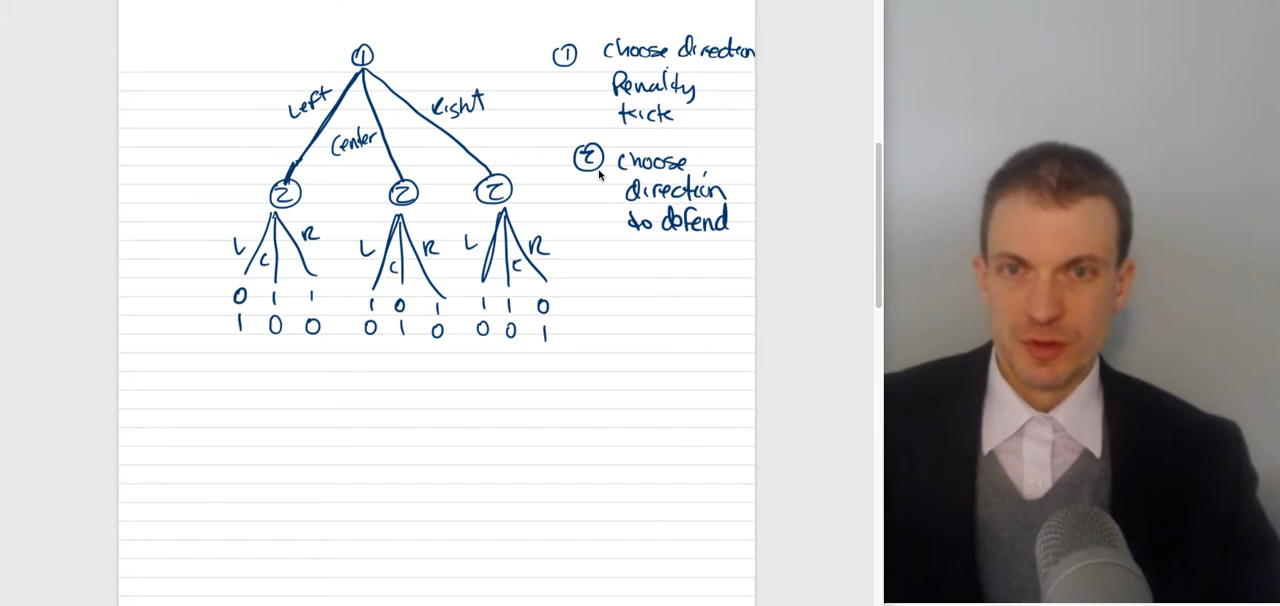 ①
Left
Center
Right
② ② ②
L C R L C R L C R
0 1 1 1 0 1 1 1 0
1 0 0 0 1 0 0 0 1
① choose direction
Penalty
kick
② choose
direction
to defend